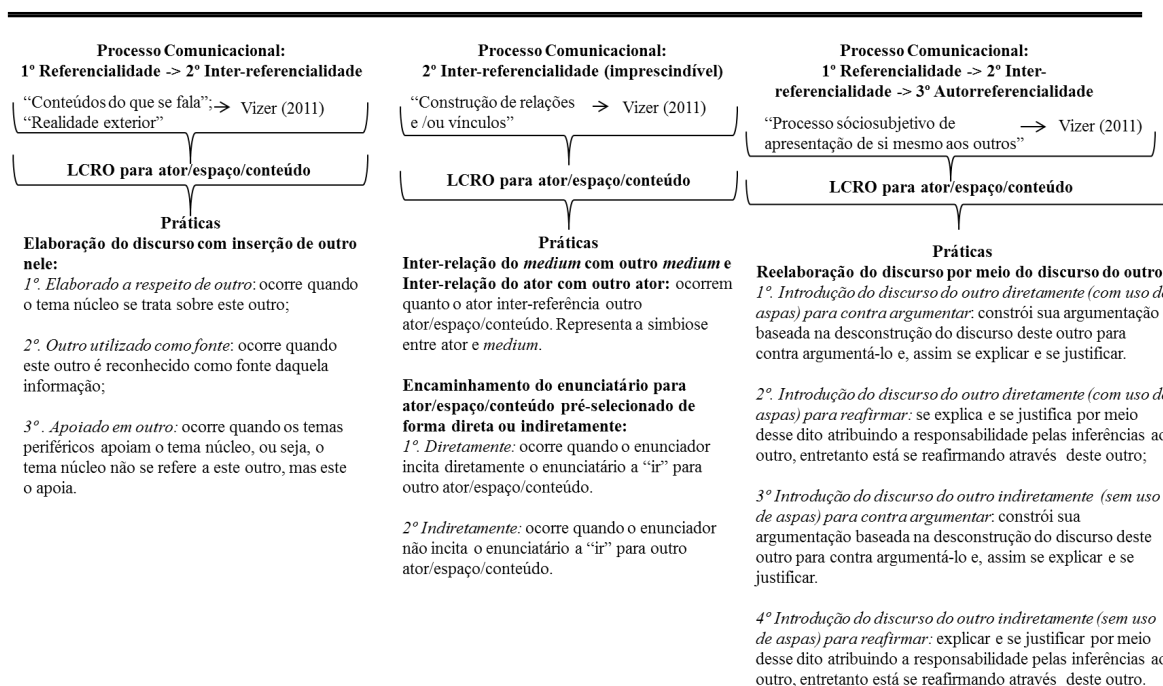 Processo Comunicacional:
1º Referencialidade -> 2º Inter-referencialidade
“Conteúdos do que se fala”; → Vizer (2011)
“Realidade exterior”
LCRO para ator/espaço/conteúdo
Práticas
Elaboração do discurso com inserção de outro
nele:
1º. Elaborado a respeito de outro: ocorre quando
o tema núcleo se trata sobre este outro;
2º. Outro utilizado como fonte: ocorre quando
este outro é reconhecido como fonte daquela
informação;
3º . Apoiado em outro: ocorre quando os temas
periféricos apoiam o tema núcleo, ou seja, o
tema núcleo não se refere a este outro, mas este
o apoia.
Processo Comunicacional:
2º Inter-referencialidade (imprescindível)
“Construção de relações → Vizer (2011)
e /ou vínculos”
LCRO para ator/espaço/conteúdo
Práticas
Inter-relação do medium com outro medium e
Inter-relação do ator com outro ator: ocorrem
quanto o ator inter-referência outro
ator/espaço/conteúdo. Representa a simbiose
entre ator e medium.
Encaminhamento do enunciatário para
ator/espaço/conteúdo pré-selecionado de
forma direta ou indiretamente:
1º. Diretamente: ocorre quando o enunciador
incita diretamente o enunciatário a “ir” para
outro ator/espaço/conteúdo.
2º Indiretamente: ocorre quando o enunciador
não incita o enunciatário a “ir” para outro
ator/espaço/conteúdo.
Processo Comunicacional:
1º Referencialidade -> 2º Inter-
referencialidade -> 3º Autorreferencialidade
“Processo sóciosubjetivo de → Vizer (2011)
apresentação de si mesmo aos outros”
LCRO para ator/espaço/conteúdo
Práticas
Reelaboração do discurso por meio do discurso do outro
1º. Introdução do discurso do outro diretamente (com uso de
aspas) para contra argumentar: constrói sua argumentação
baseada na desconstrução do discurso deste outro para
contra argumentá-lo e, assim se explicar e se justificar.
2º. Introdução do discurso do outro diretamente (com uso de
aspas) para reafirmar: se explica e se justifica por meio
desse dito atribuindo a responsabilidade pelas inferências ao
outro, entretanto está se reafirmando através deste outro;
3º Introdução do discurso do outro indiretamente (sem uso
de aspas) para contra argumentar: constrói sua
argumentação baseada na desconstrução do discurso deste
outro para contra argumentá-lo e, assim se explicar e se
justificar.
4º Introdução do discurso do outro indiretamente (sem uso
de aspas) para reafirmar: explicar e se justificar por meio
desse dito atribuindo a responsabilidade pelas inferências ao
outro, entretanto está se reafirmando através deste outro.